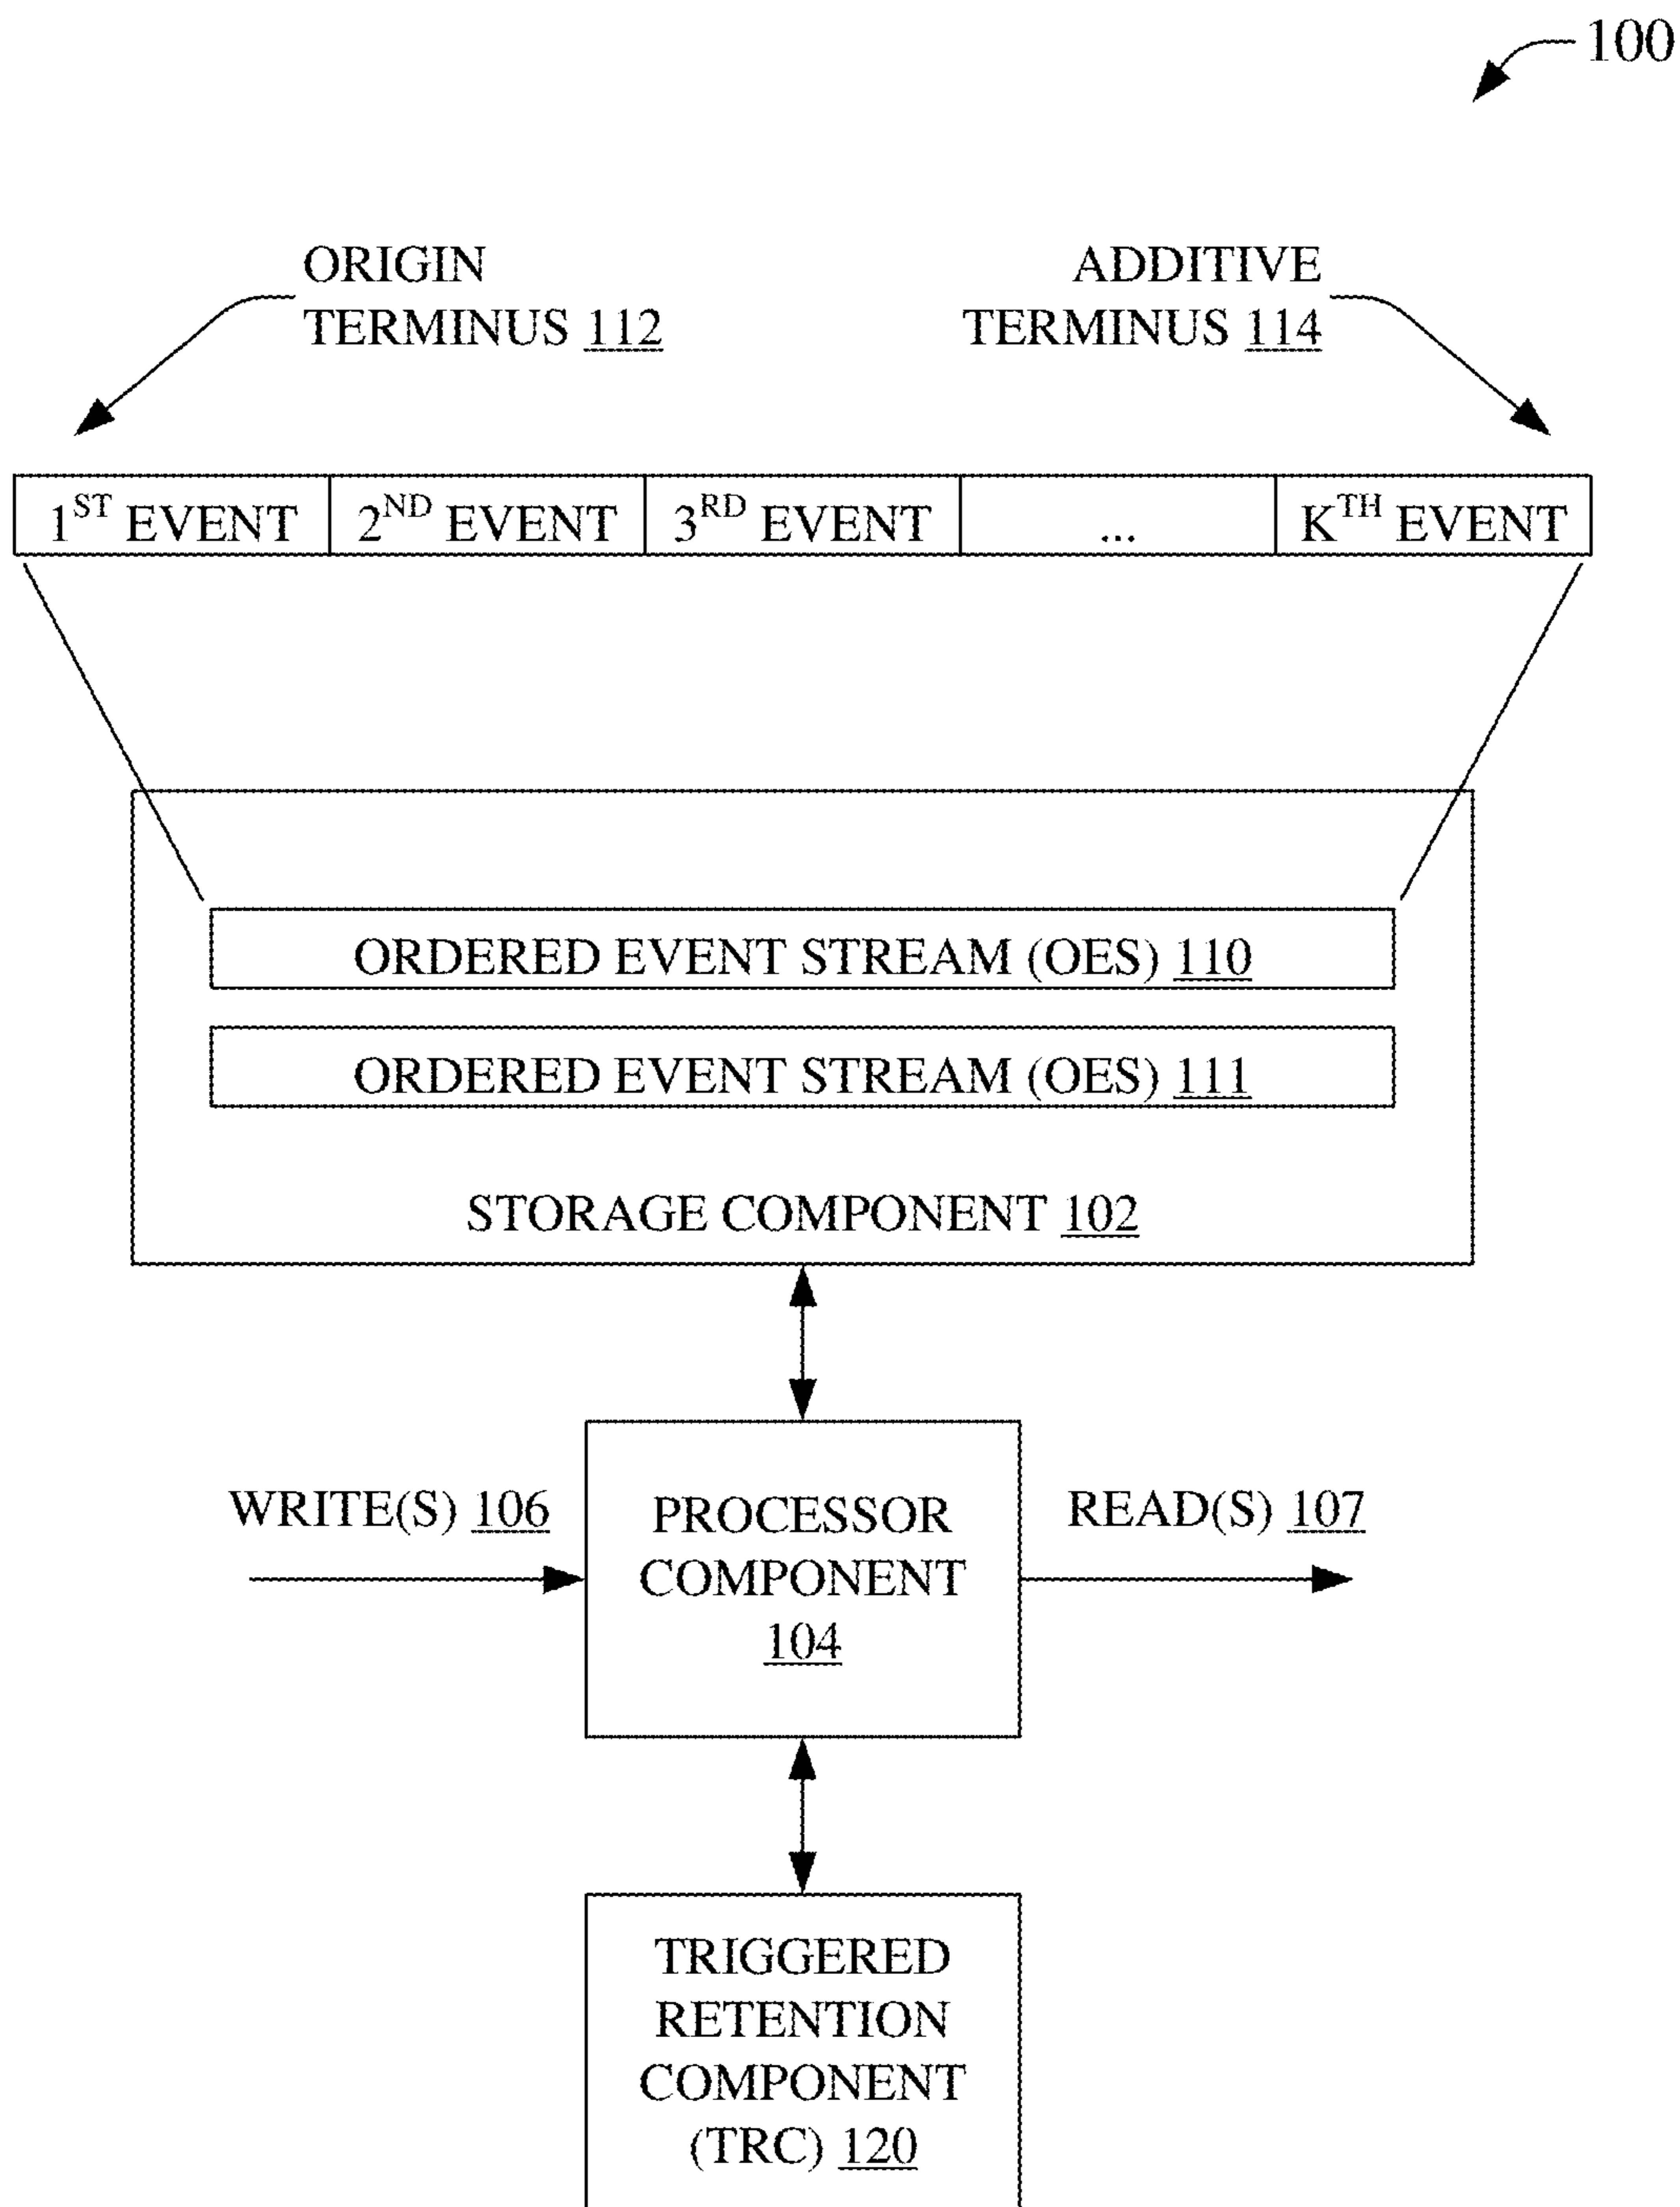 100
ORIGIN
TERMINUS 112
ADDITIVE
TERMINUS 114
1ST EVENT
2ND EVENT
3RD EVENT
...
KTH EVENT
ORDERED EVENT STREAM (OES) 110
ORDERED EVENT STREAM (OES) 111
STORAGE COMPONENT 102
WRITE(S) 106
PROCESSOR
COMPONENT
104
READ(S) 107
TRIGGERED
RETENTION
COMPONENT
(TRC) 120